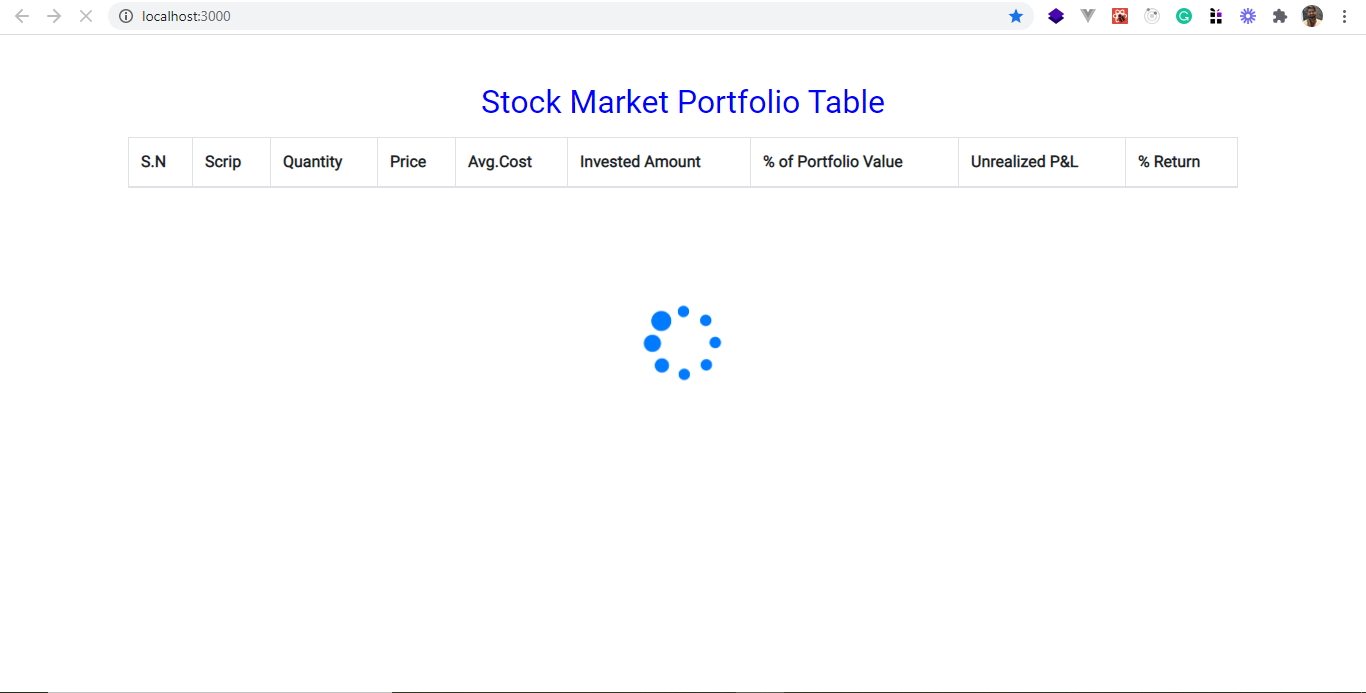 localhost:3000
Stock Market Portfolio Table
S.N Scrip Quantity Price Avg.Cost Invested Amount % of Portfolio Value Unrealized P&L % Return